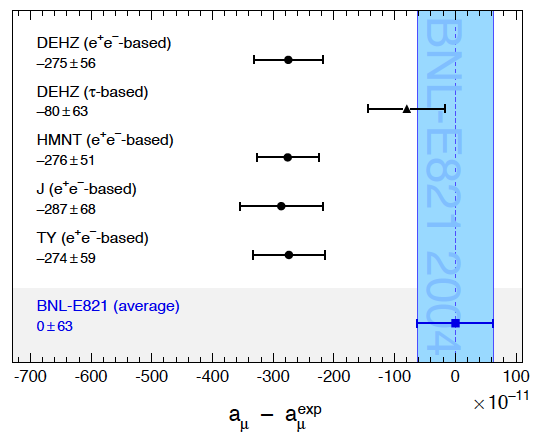 DEHZ (e⁺e⁻-based)
–275 ± 56
DEHZ (τ-based)
–80 ± 63
HMNT (e⁺e⁻-based)
–276 ± 51
J (e⁺e⁻-based)
–287 ± 68
TY (e⁺e⁻-based)
–274 ± 59
BNL-E821 (average)
0 ± 63
BNL-E821 2004
-700 -600 -500 -400 -300 -200 -100 0 100
× 10⁻¹¹
aμ – aμ^exp